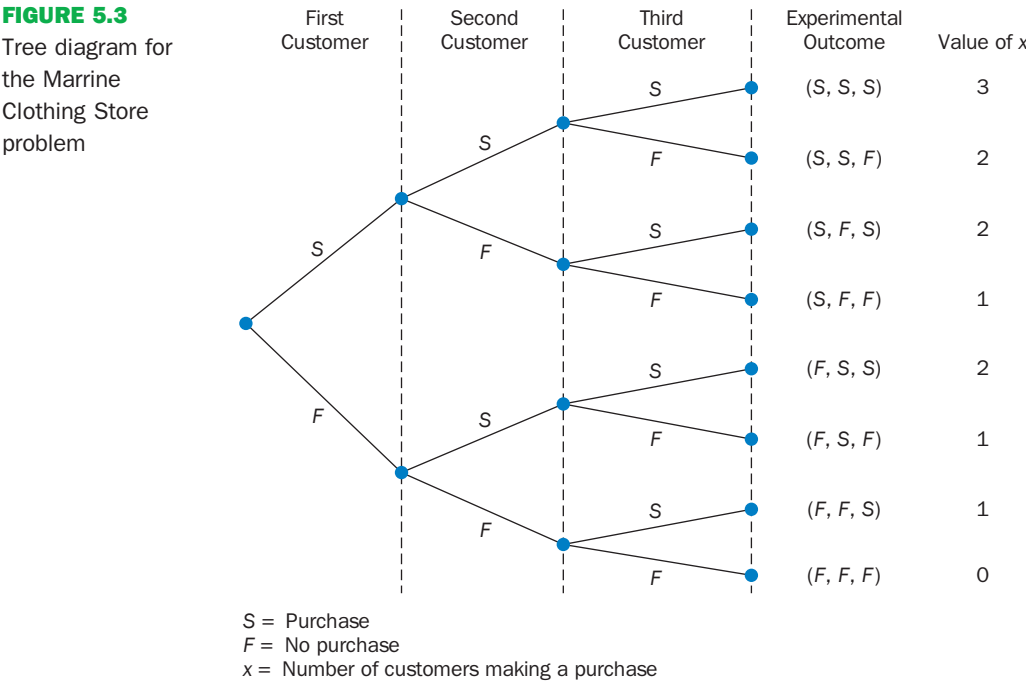 FIGURE 5.3
Tree diagram for
the Marrine
Clothing Store
problem
First
Customer
Second
Customer
Third
Customer
Experimental
Outcome
Value of x
S
F
S
F
S
F
S
F
S
F
S
F
S
F
(S, S, S) 3
(S, S, F) 2
(S, F, S) 2
(S, F, F) 1
(F, S, S) 2
(F, S, F) 1
(F, F, S) 1
(F, F, F) 0
S = Purchase
F = No purchase
x = Number of customers making a purchase